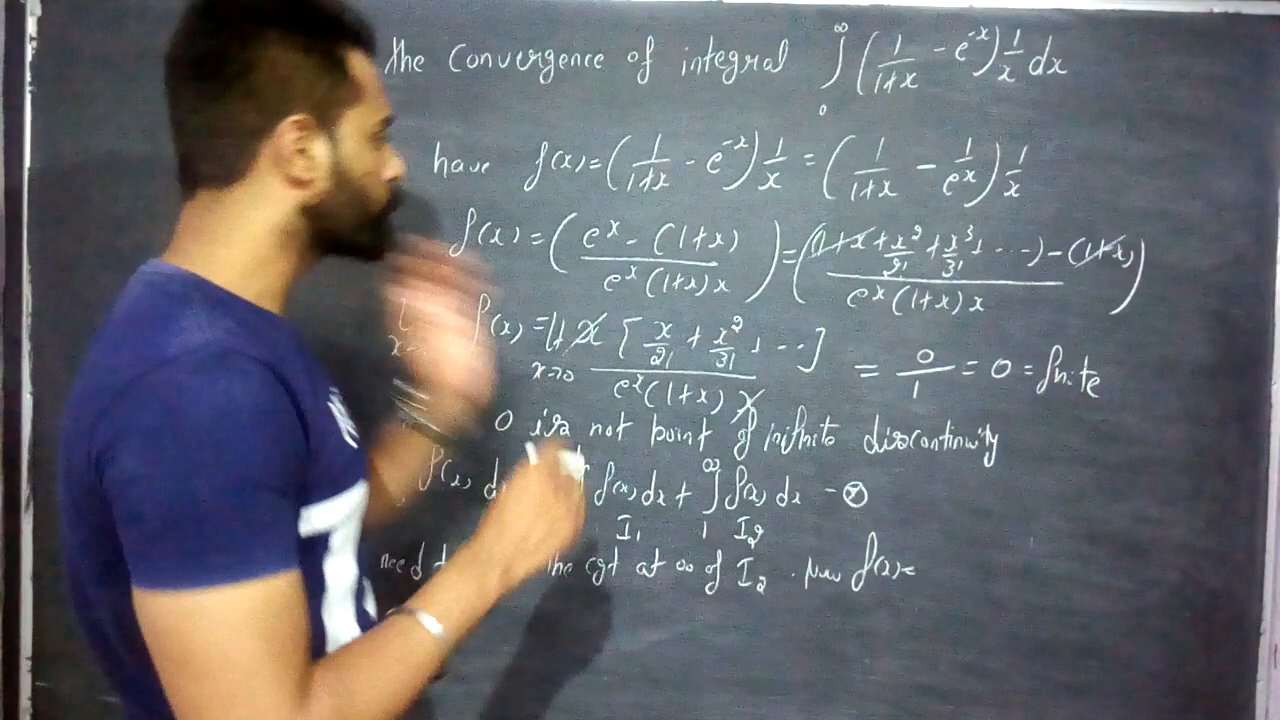 the convergence of integral ∫₀^∞ (1/(1+x) - e^-x) 1/x dx
have f(x) = (1/(1+x) - e^-x) 1/x = (1/(1+x) - 1/e^x) 1/x
f(x) = ((e^x - (1+x))/(e^x (1+x) x)) = (((1+x+x²/2!+x³/3!+ ...) - (1+x))/(e^x (1+x) x))
f(x) = lt x→0 x [x/2! + x²/3! + ...]/(e^x (1+x) x) = 0/1 = 0 = finite
0 is not point of infinite discontinuity
f(x) d f(x) dx + ∫₁^∞ f(x) dx -
I₁ I₂
need the cgt at ∞ of I₂ . Now f(x) =